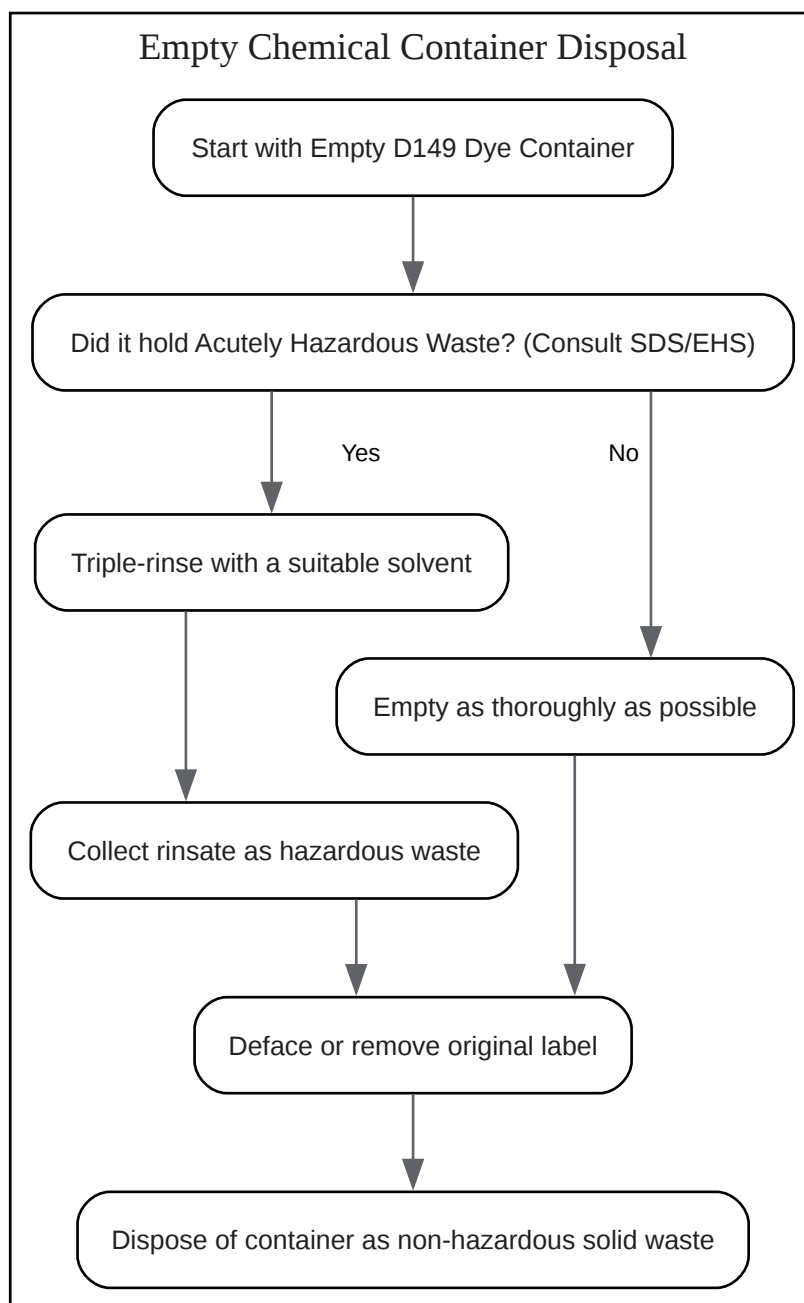 Empty Chemical Container Disposal
Start with Empty D149 Dye Container
Did it hold Acutely Hazardous Waste? (Consult SDS/EHS)
Yes
No
Triple-rinse with a suitable solvent
Empty as thoroughly as possible
Collect rinsate as hazardous waste
Deface or remove original label
Dispose of container as non-hazardous solid waste